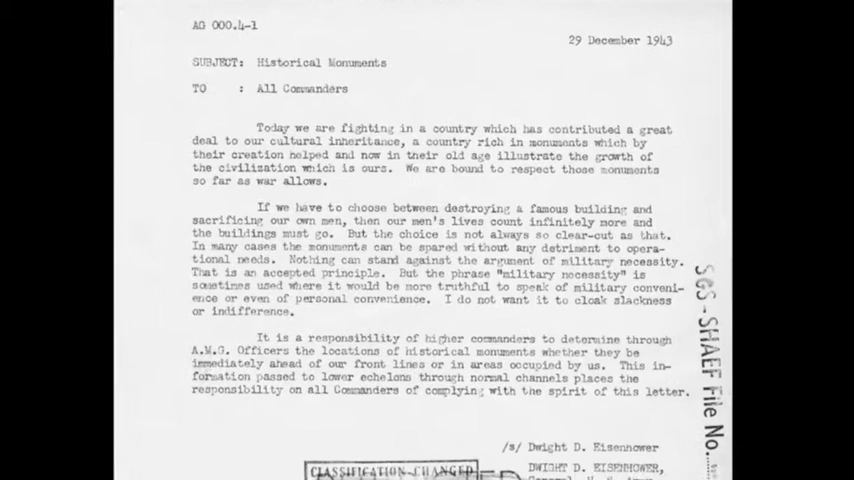 AG 000.4-1
29 December 1943
SUBJECT: Historical Monuments
TO : All Commanders
Today we are fighting in a country which has contributed a great
deal to our cultural inheritance, a country rich in monuments which by
their creation helped and now in their old age illustrate the growth of
the civilization which is ours. We are bound to respect those monuments
so far as war allows.
If we have to choose between destroying a famous building and
sacrificing our own men, then our men's lives count infinitely more and
the buildings must go. But the choice is not always so clear-cut as that.
In many cases the monuments can be spared without any detriment to opera-
tional needs. Nothing can stand against the argument of military necessity.
That is an accepted principle. But the phrase "military necessity" is
sometimes used where it would be more truthful to speak of military conveni-
ence or even of personal convenience. I do not want it to cloak slackness
or indifference.
It is a responsibility of higher commanders to determine through
A.M.G. Officers the locations of historical monuments whether they be
immediately ahead of our front lines or in areas occupied by us. This in-
formation passed to lower echelons through normal channels places the
responsibility on all Commanders of complying with the spirit of this letter.
/s/ Dwight D. Eisenhower
DWIGHT D. EISENHOWER,
CLASSIFICATION CHANGED
SGS - SHAEF File No.